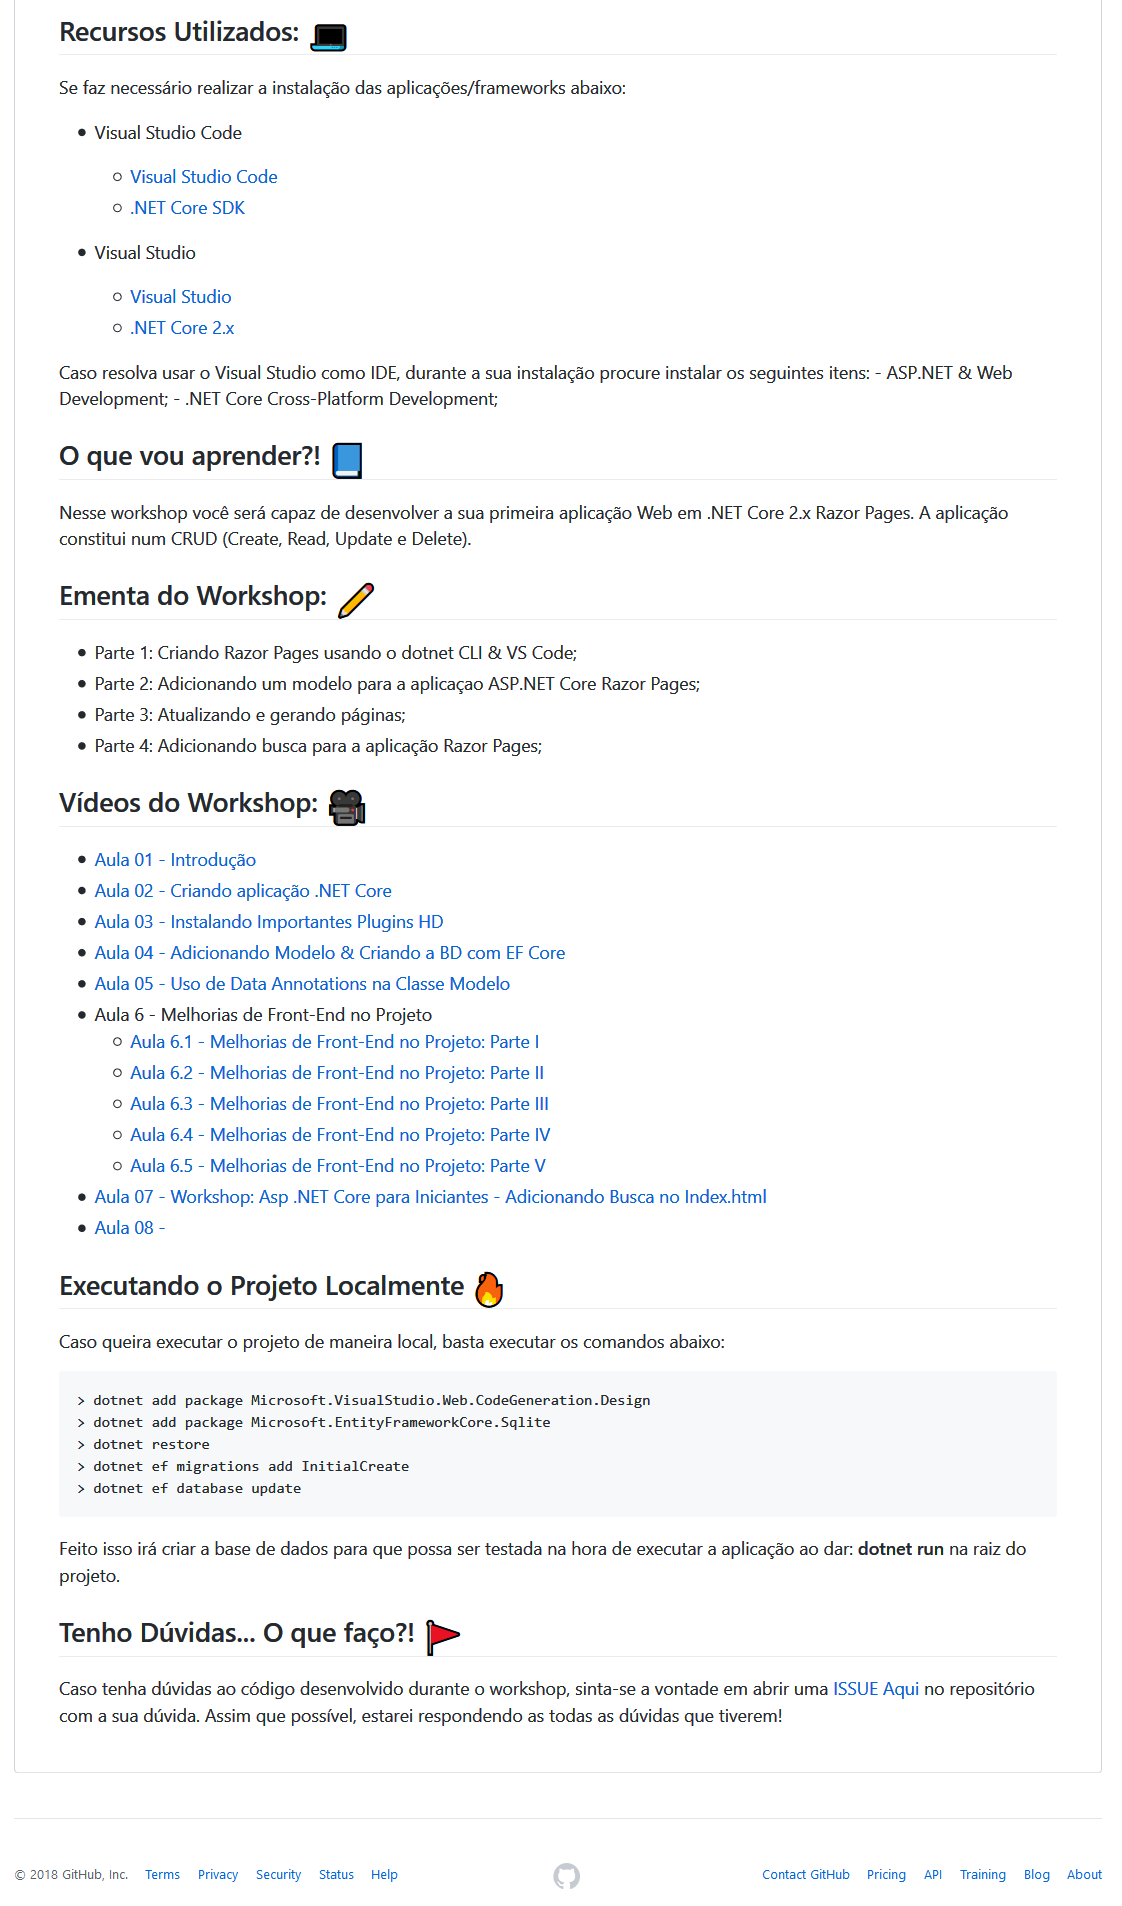 Recursos Utilizados:
Se faz necessário realizar a instalação das aplicações/frameworks abaixo:
Visual Studio Code
Visual Studio Code
.NET Core SDK
Visual Studio
Visual Studio
.NET Core 2.x
Caso resolva usar o Visual Studio como IDE, durante a sua instalação procure instalar os seguintes itens: - ASP.NET & Web
Development; - .NET Core Cross-Platform Development;
O que vou aprender?!
Nesse workshop você será capaz de desenvolver a sua primeira aplicação Web em .NET Core 2.x Razor Pages. A aplicação
constitui num CRUD (Create, Read, Update e Delete).
Ementa do Workshop:
Parte 1: Criando Razor Pages usando o dotnet CLI & VS Code;
Parte 2: Adicionando um modelo para a aplicaçao ASP.NET Core Razor Pages;
Parte 3: Atualizando e gerando páginas;
Parte 4: Adicionando busca para a aplicação Razor Pages;
Vídeos do Workshop:
Aula 01 - Introdução
Aula 02 - Criando aplicação .NET Core
Aula 03 - Instalando Importantes Plugins HD
Aula 04 - Adicionando Modelo & Criando a BD com EF Core
Aula 05 - Uso de Data Annotations na Classe Modelo
Aula 6 - Melhorias de Front-End no Projeto
Aula 6.1 - Melhorias de Front-End no Projeto: Parte I
Aula 6.2 - Melhorias de Front-End no Projeto: Parte II
Aula 6.3 - Melhorias de Front-End no Projeto: Parte III
Aula 6.4 - Melhorias de Front-End no Projeto: Parte IV
Aula 6.5 - Melhorias de Front-End no Projeto: Parte V
Aula 07 - Workshop: Asp .NET Core para Iniciantes - Adicionando Busca no Index.html
Aula 08 -
Executando o Projeto Localmente
Caso queira executar o projeto de maneira local, basta executar os comandos abaixo:
> dotnet add package Microsoft.VisualStudio.Web.CodeGeneration.Design
> dotnet add package Microsoft.EntityFrameworkCore.Sqlite
> dotnet restore
> dotnet ef migrations add InitialCreate
> dotnet ef database update
Feito isso irá criar a base de dados para que possa ser testada na hora de executar a aplicação ao dar: dotnet run na raiz do
projeto.
Tenho Dúvidas... O que faço?!
Caso tenha dúvidas ao código desenvolvido durante o workshop, sinta-se a vontade em abrir uma ISSUE Aqui no repositório
com a sua dúvida. Assim que possível, estarei respondendo as todas as dúvidas que tiverem!
© 2018 GitHub, Inc. Terms Privacy Security Status Help Contact GitHub Pricing API Training Blog About